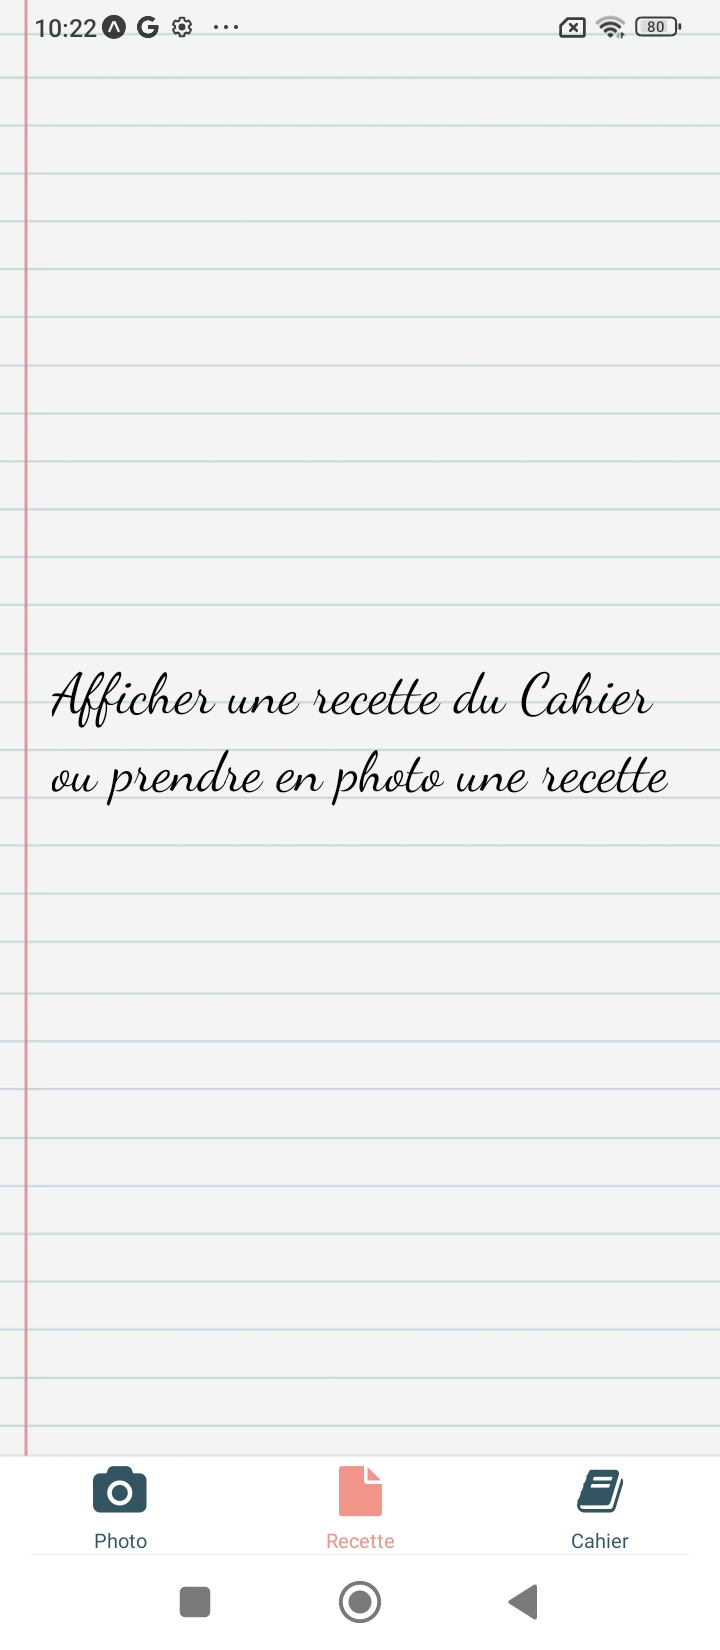 10:22
80
Afficher une recette du Cahier
ou prendre en photo une recette
Photo
Recette
Cahier